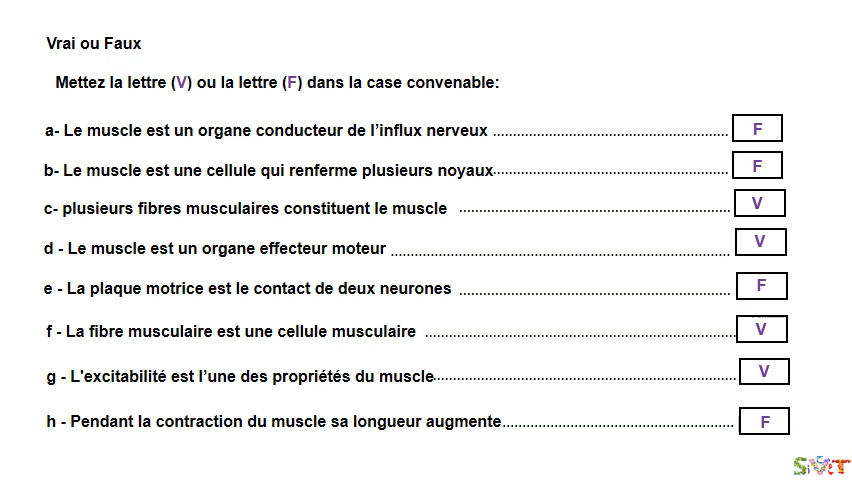 Vrai ou Faux
Mettez la lettre (V) ou la lettre (F) dans la case convenable:
a- Le muscle est un organe conducteur de l’influx nerveux ........................................................... F
b- Le muscle est une cellule qui renferme plusieurs noyaux........................................................... F
c- plusieurs fibres musculaires constituent le muscle .................................................................... V
d - Le muscle est un organe effecteur moteur ..................................................................................... V
e - La plaque motrice est le contact de deux neurones .................................................................... F
f - La fibre musculaire est une cellule musculaire .............................................................................. V
g - L'excitabilité est l’une des propriétés du muscle............................................................................ V
h - Pendant la contraction du muscle sa longueur augmente.......................................................... F
SiVeT